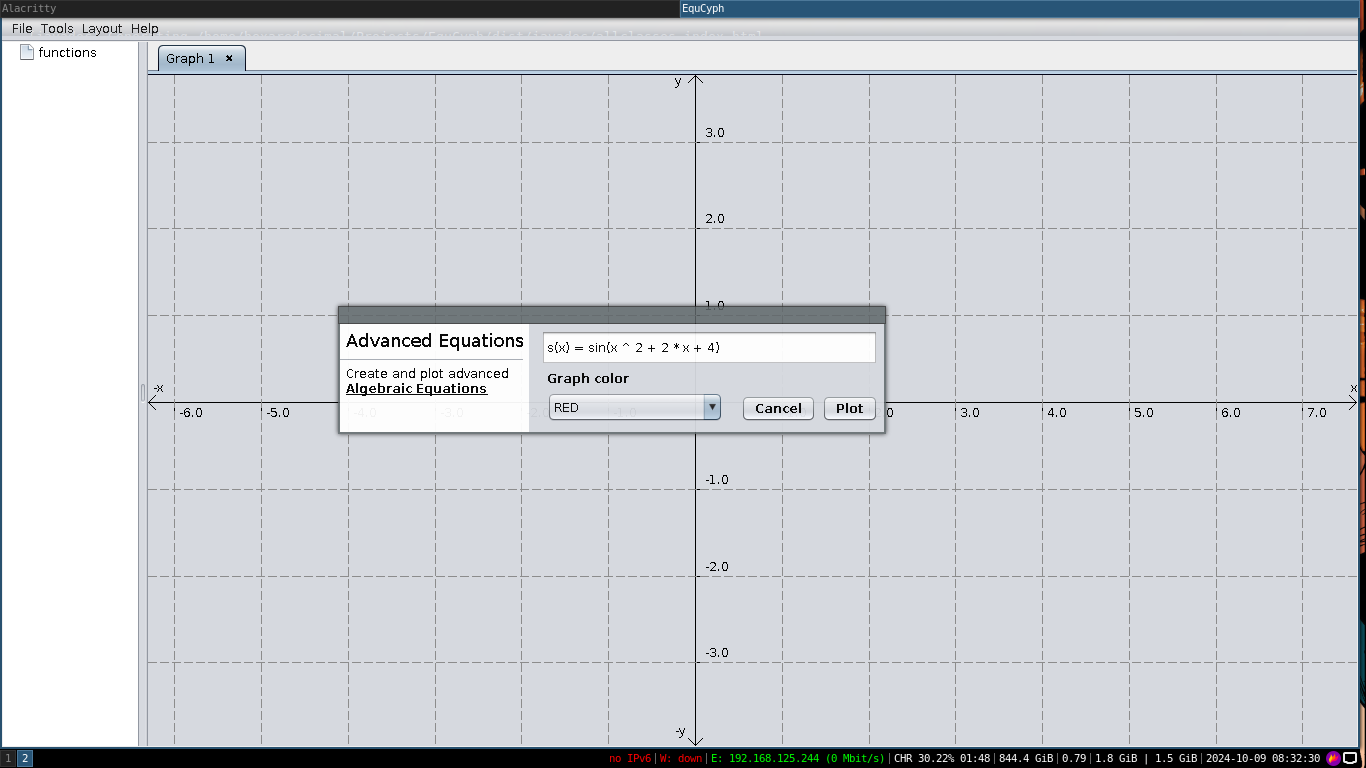 Alacritty
EquCyph
File Tools Layout Help
functions
Graph 1 ×
y
3.0
2.0
1.0
Advanced Equations
Create and plot advanced
Algebraic Equations
s(x) = sin(x ^ 2 + 2 * x + 4)
Graph color
RED
Cancel
Plot
-x
x
-6.0 -5.0 -4.0 -3.0 -1.0 3.0 4.0 5.0 6.0 7.0
-1.0
-2.0
-3.0
-y
1 2
no IPv6|W: down|E: 192.168.125.244 (0 Mbit/s)|CHR 30.22% 01:48|844.4 GiB|0.79|1.8 GiB | 1.5 GiB|2024-10-09 08:32:30